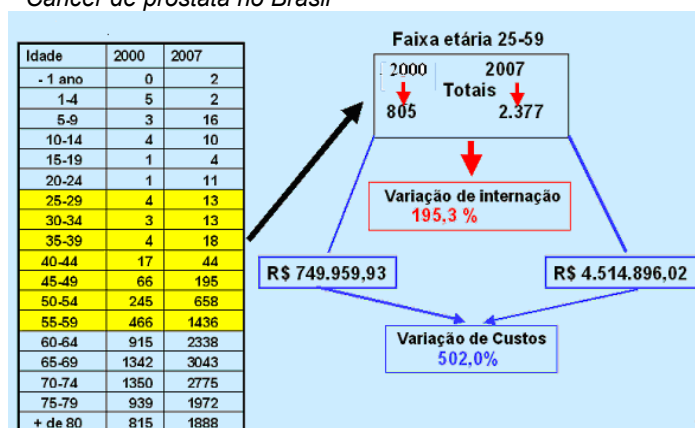 Câncer de próstata no Brasil
Idade 2000 2007
- 1 ano 0 2
1-4 5 2
5-9 3 16
10-14 4 10
15-19 1 4
20-24 1 11
25-29 4 13
30-34 3 13
35-39 4 18
40-44 17 44
45-49 66 195
50-54 245 658
55-59 466 1436
60-64 915 2338
65-69 1342 3043
70-74 1350 2775
75-79 939 1972
+ de 80 815 1888
Faixa etária 25-59
2000 2007
Totais
805 2.377
Variação de internação
195,3 %
R$ 749.959,93
R$ 4.514.896,02
Variação de Custos
502,0%